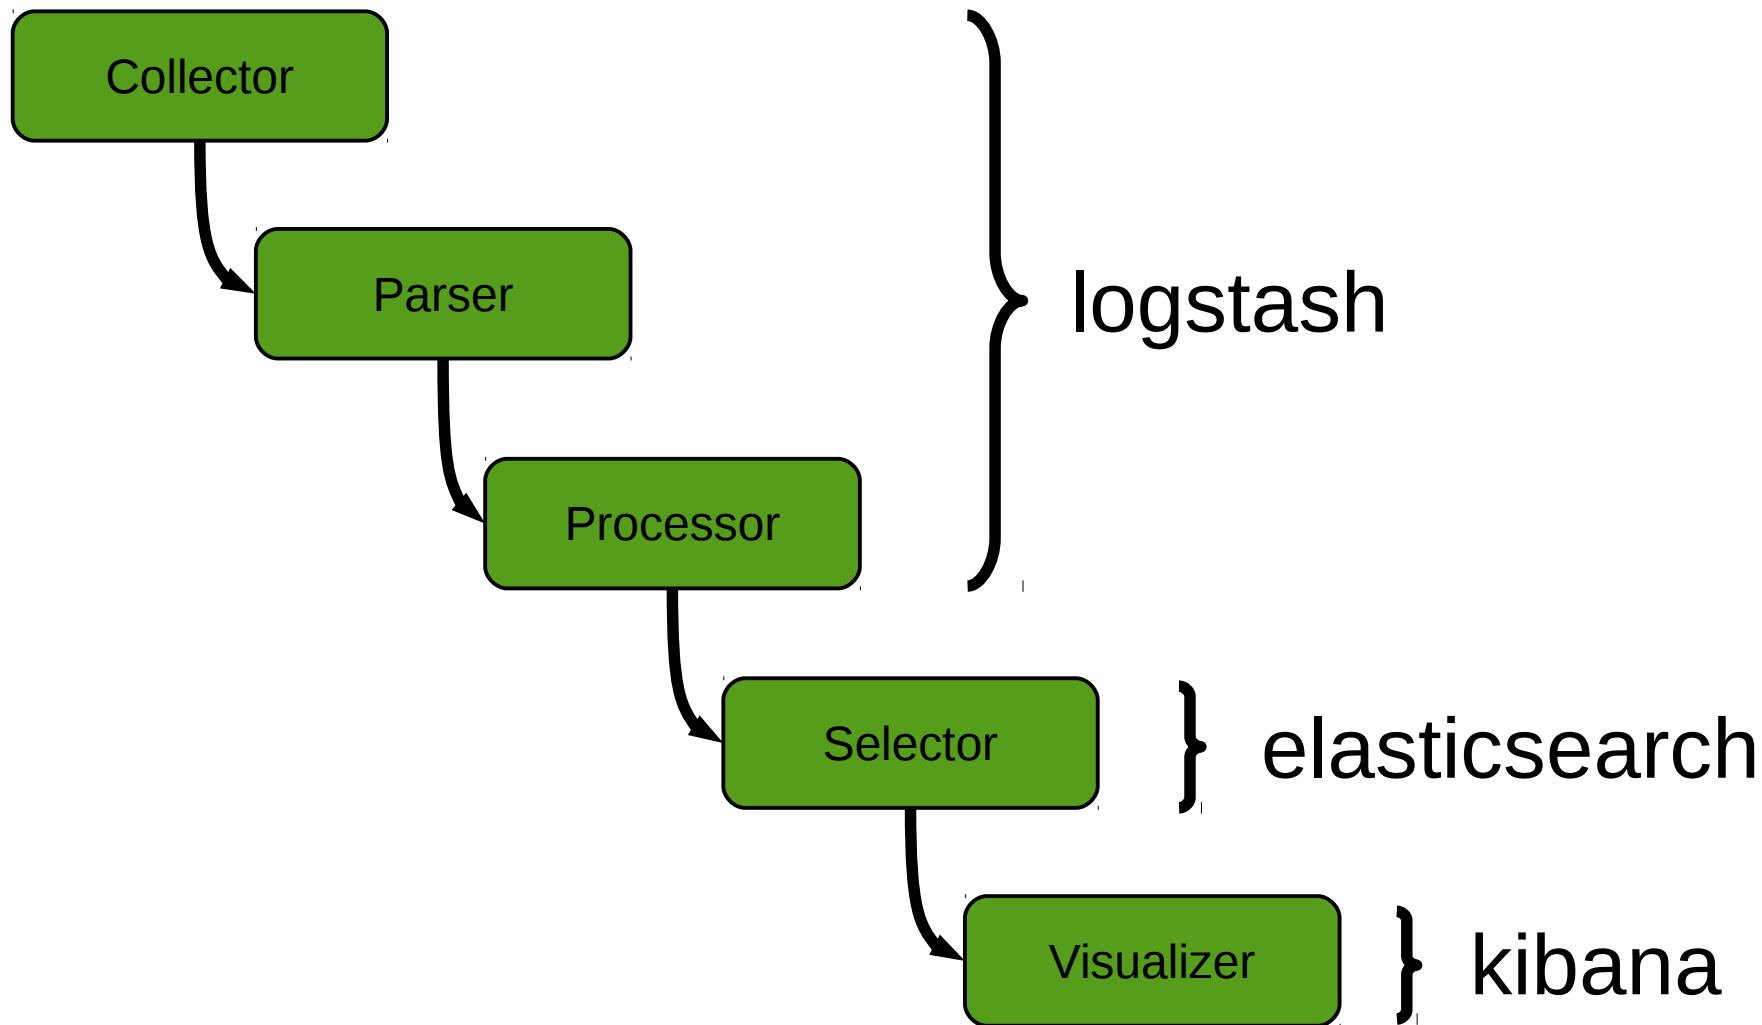 Collector
Parser
logstash
Processor
Selector
elasticsearch
Visualizer
kibana